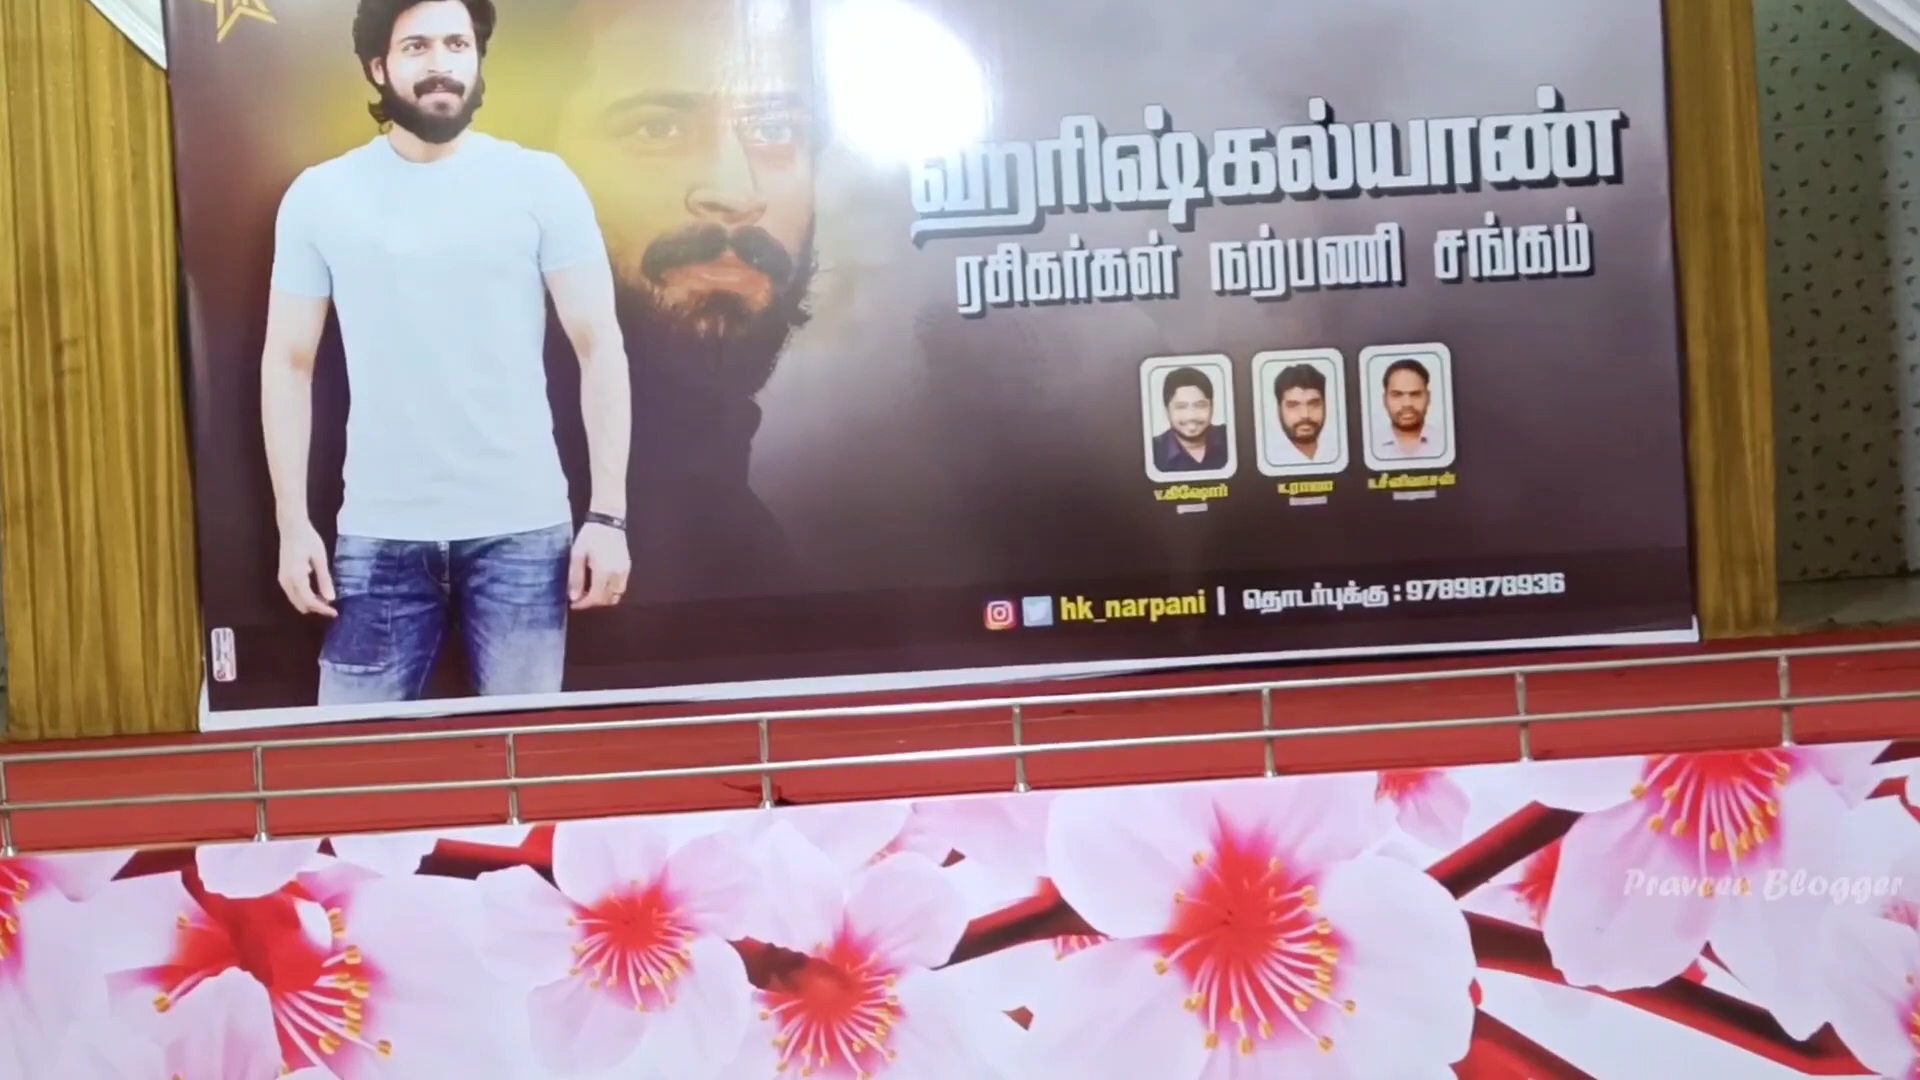 ஹரிஷ்கல்யாண்
ரசிகர்கள் நற்பணி சங்கம்
V.கிஷோர்
hk_narpani | தொடர்புக்கு : 9789878936
Praveen Blogger